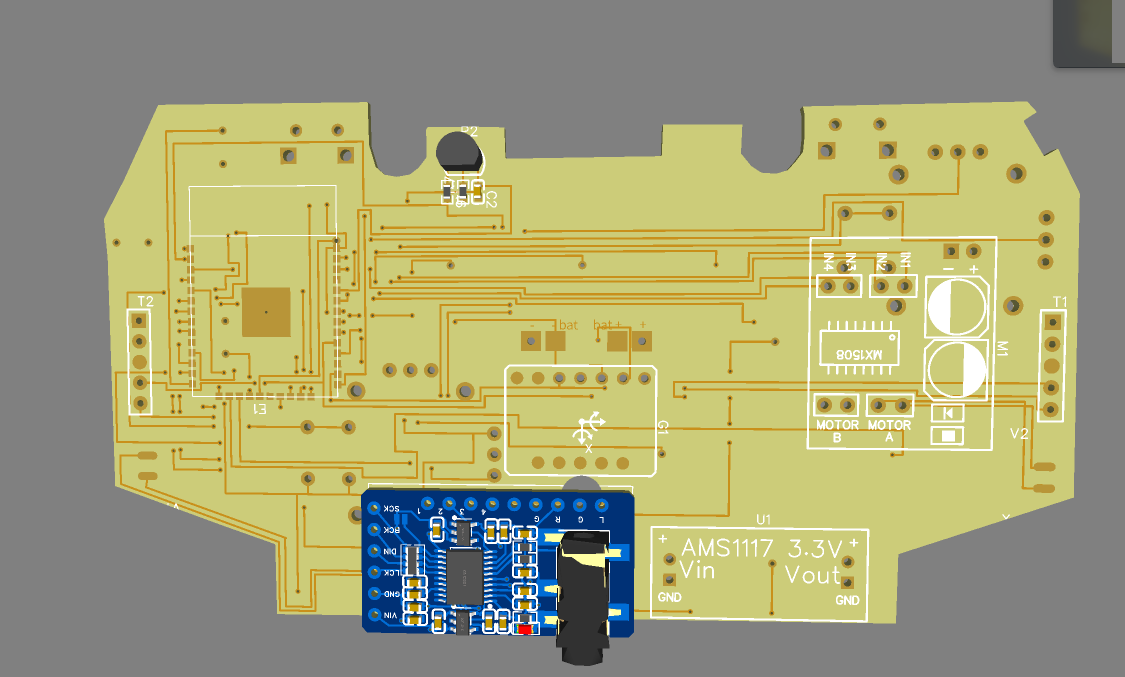 R2
C2
T2
IN4
IN3
IN2
IN1
- +
T1
- -bat bat+ +
MX1508
M1
E1
G1
X
MOTOR B
MOTOR A
V2
SCK
1 2 3 4
G R G L
BCK
DIN
LCK
GND
VIN
U1
+ AMS1117 3.3V +
Vin
Vout
GND
GND